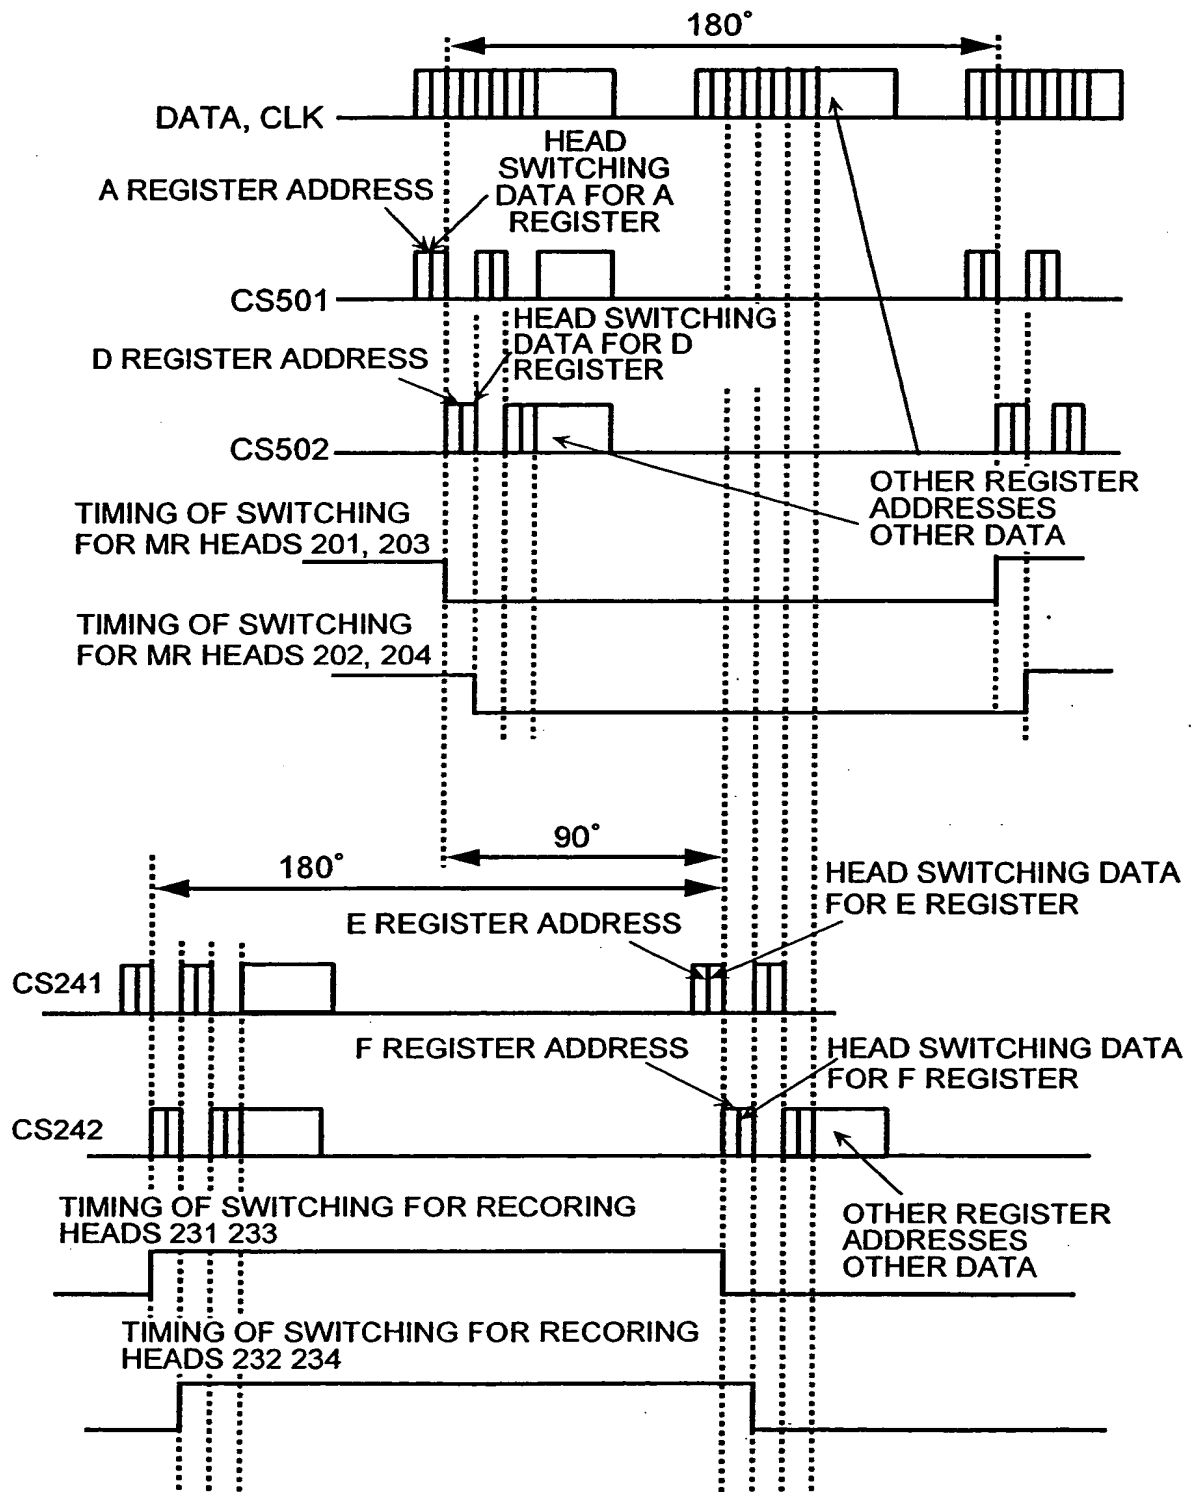 180°
DATA, CLK
HEAD
SWITCHING
DATA FOR A
REGISTER
A REGISTER ADDRESS
CS501
HEAD SWITCHING
DATA FOR D
REGISTER
D REGISTER ADDRESS
CS502
OTHER REGISTER
ADDRESSES
OTHER DATA
TIMING OF SWITCHING
FOR MR HEADS 201, 203
TIMING OF SWITCHING
FOR MR HEADS 202, 204
90°
180°
HEAD SWITCHING DATA
FOR E REGISTER
E REGISTER ADDRESS
CS241
F REGISTER ADDRESS
HEAD SWITCHING DATA
FOR F REGISTER
CS242
TIMING OF SWITCHING FOR RECORING
HEADS 231 233
OTHER REGISTER
ADDRESSES
OTHER DATA
TIMING OF SWITCHING FOR RECORING
HEADS 232 234